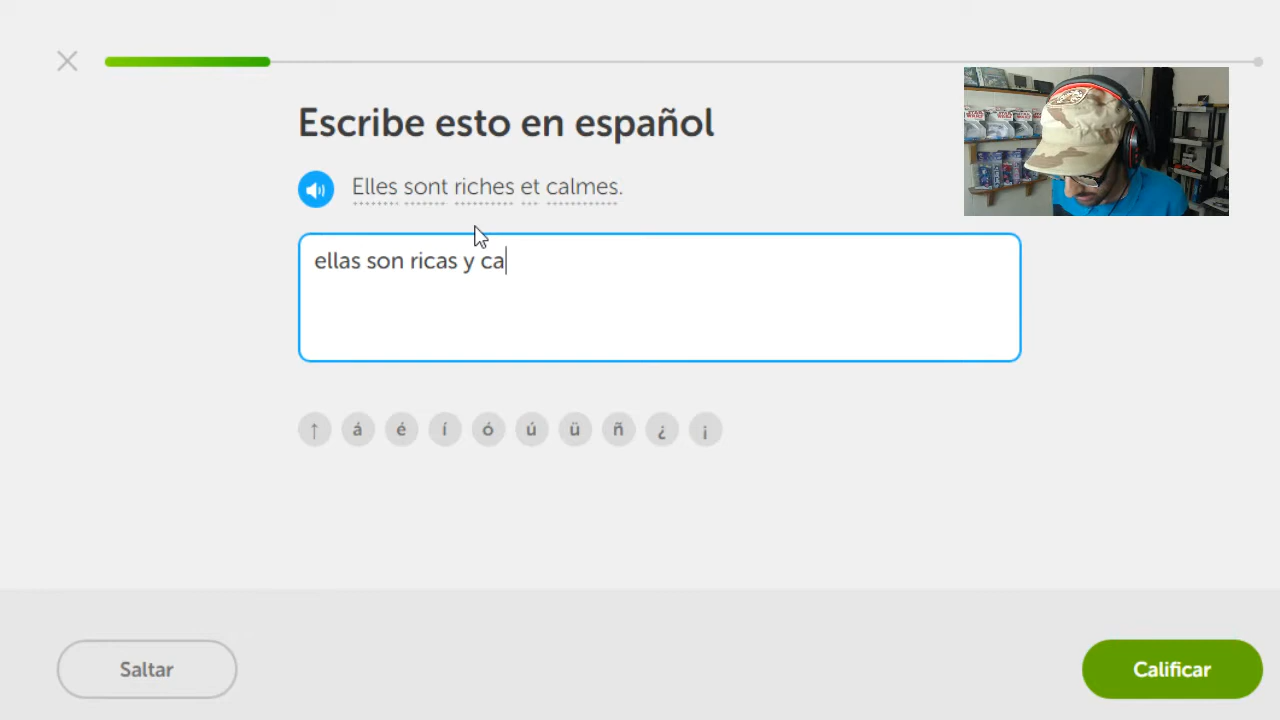 Escribe esto en español
Elles sont riches et calmes.
ellas son ricas y ca
↑ á é í ó ú ü ñ ¿ ¡
Saltar
Calificar